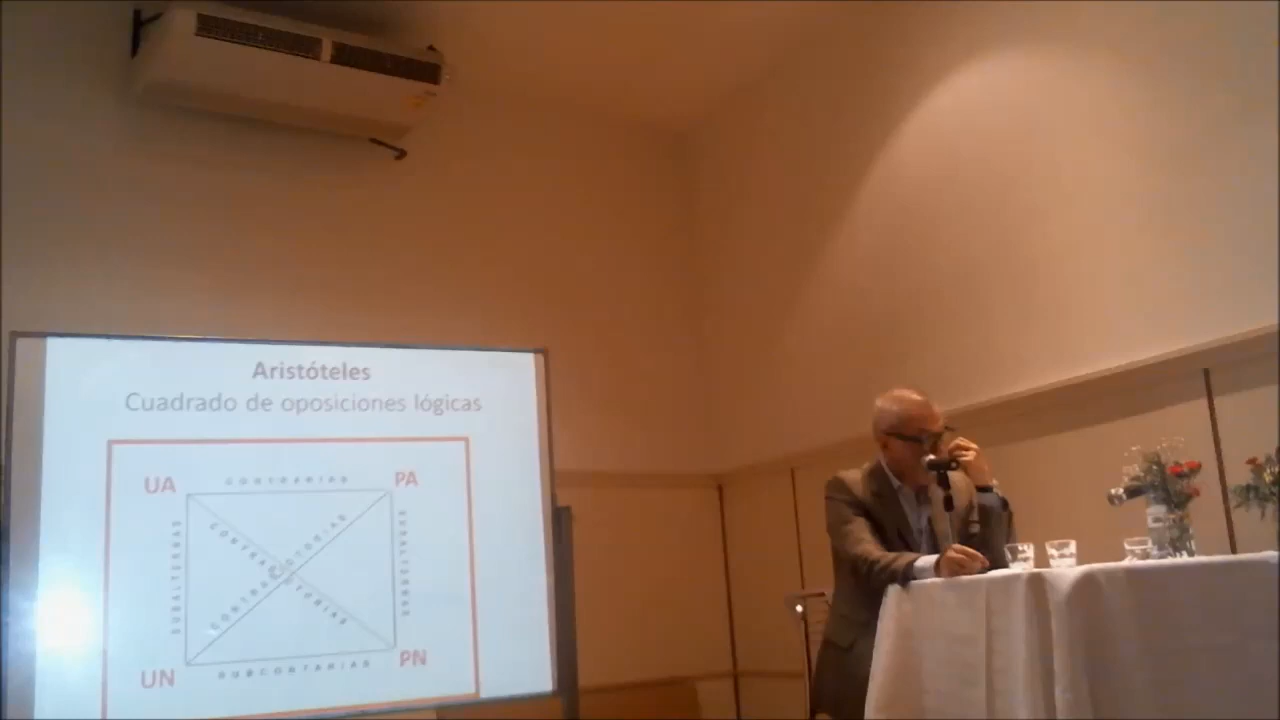 Aristóteles
Cuadrado de oposiciones lógicas
UA
CONTRARIAS
PA
SUBALTERNAS
CONTRADICTORIAS
CONTRADICTORIAS
SUBALTERNAS
UN
SUBCONTARIAS
PN